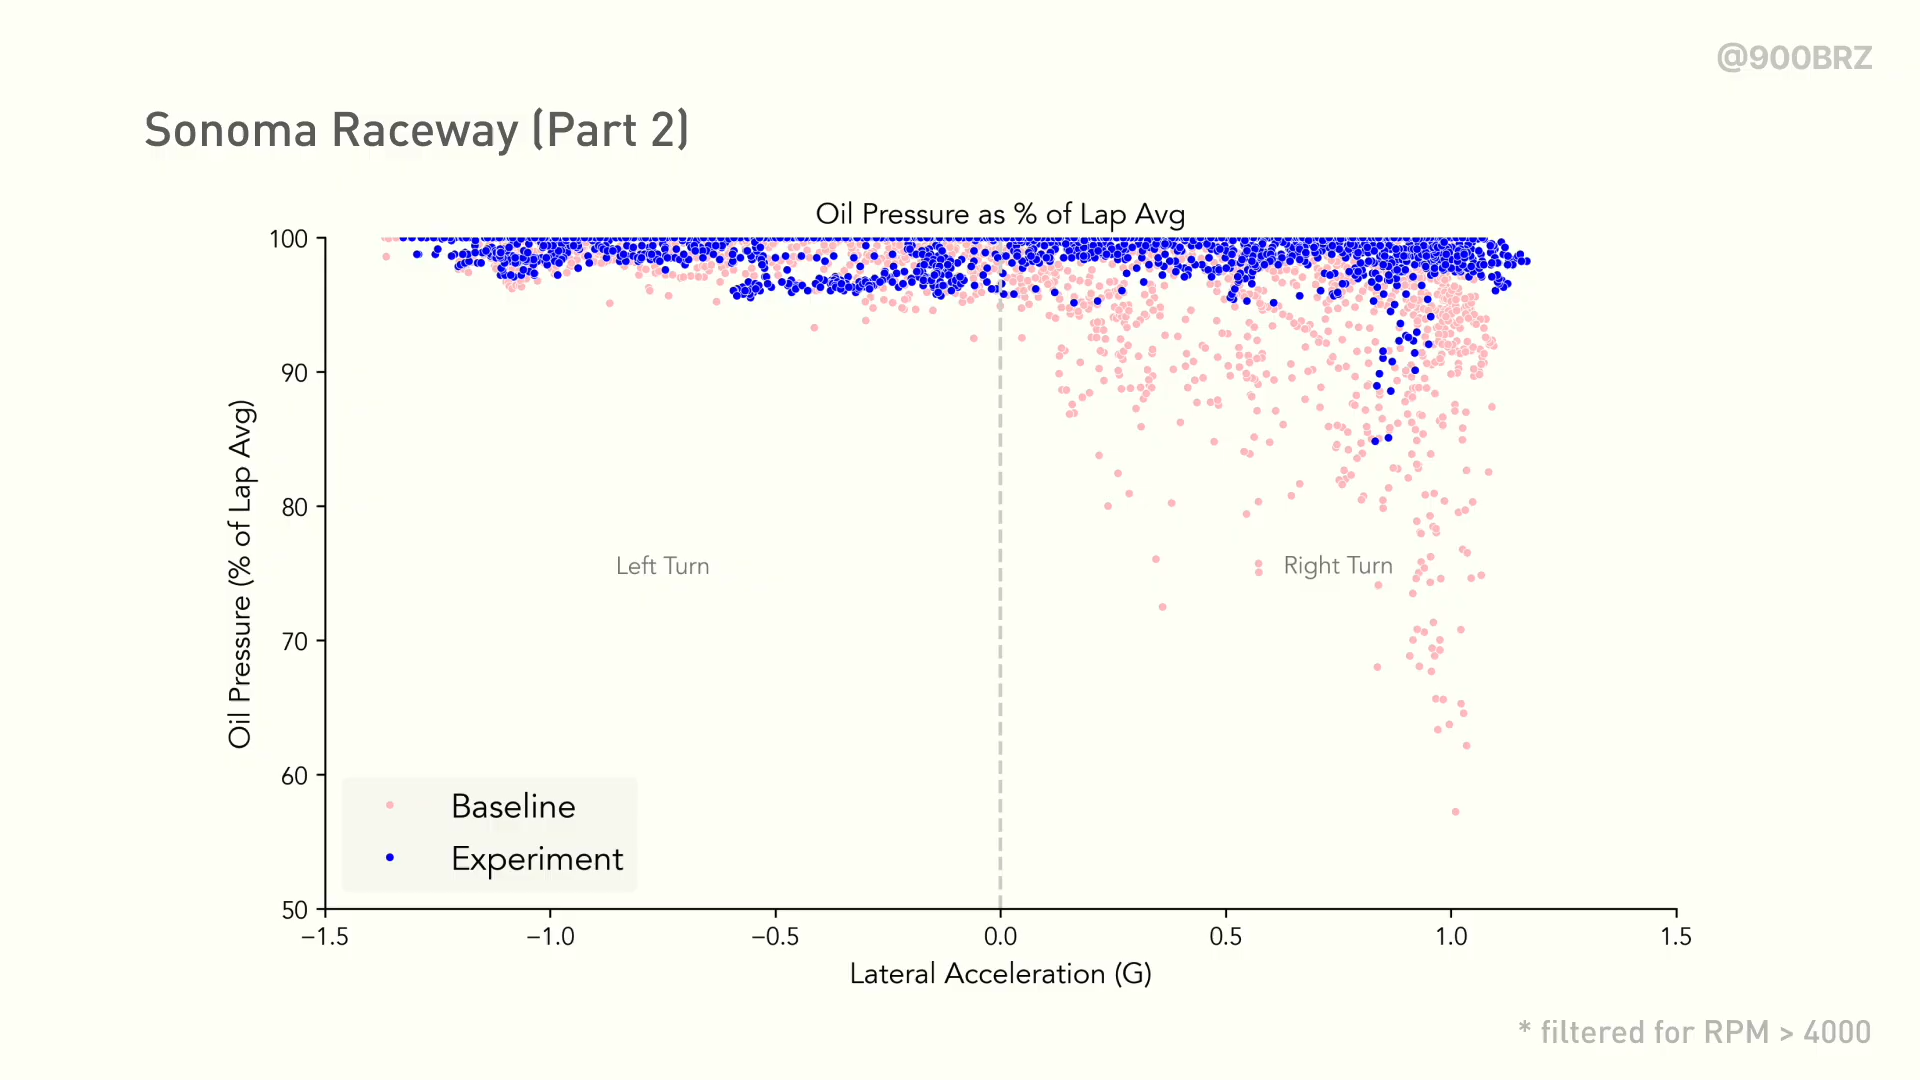 @900BRZ
Sonoma Raceway (Part 2)
Oil Pressure as % of Lap Avg
100
90
80
70
60
50
Oil Pressure (% of Lap Avg)
Left Turn
Right Turn
Baseline
Experiment
−1.5
−1.0
−0.5
0.0
0.5
1.0
1.5
Lateral Acceleration (G)
* filtered for RPM > 4000